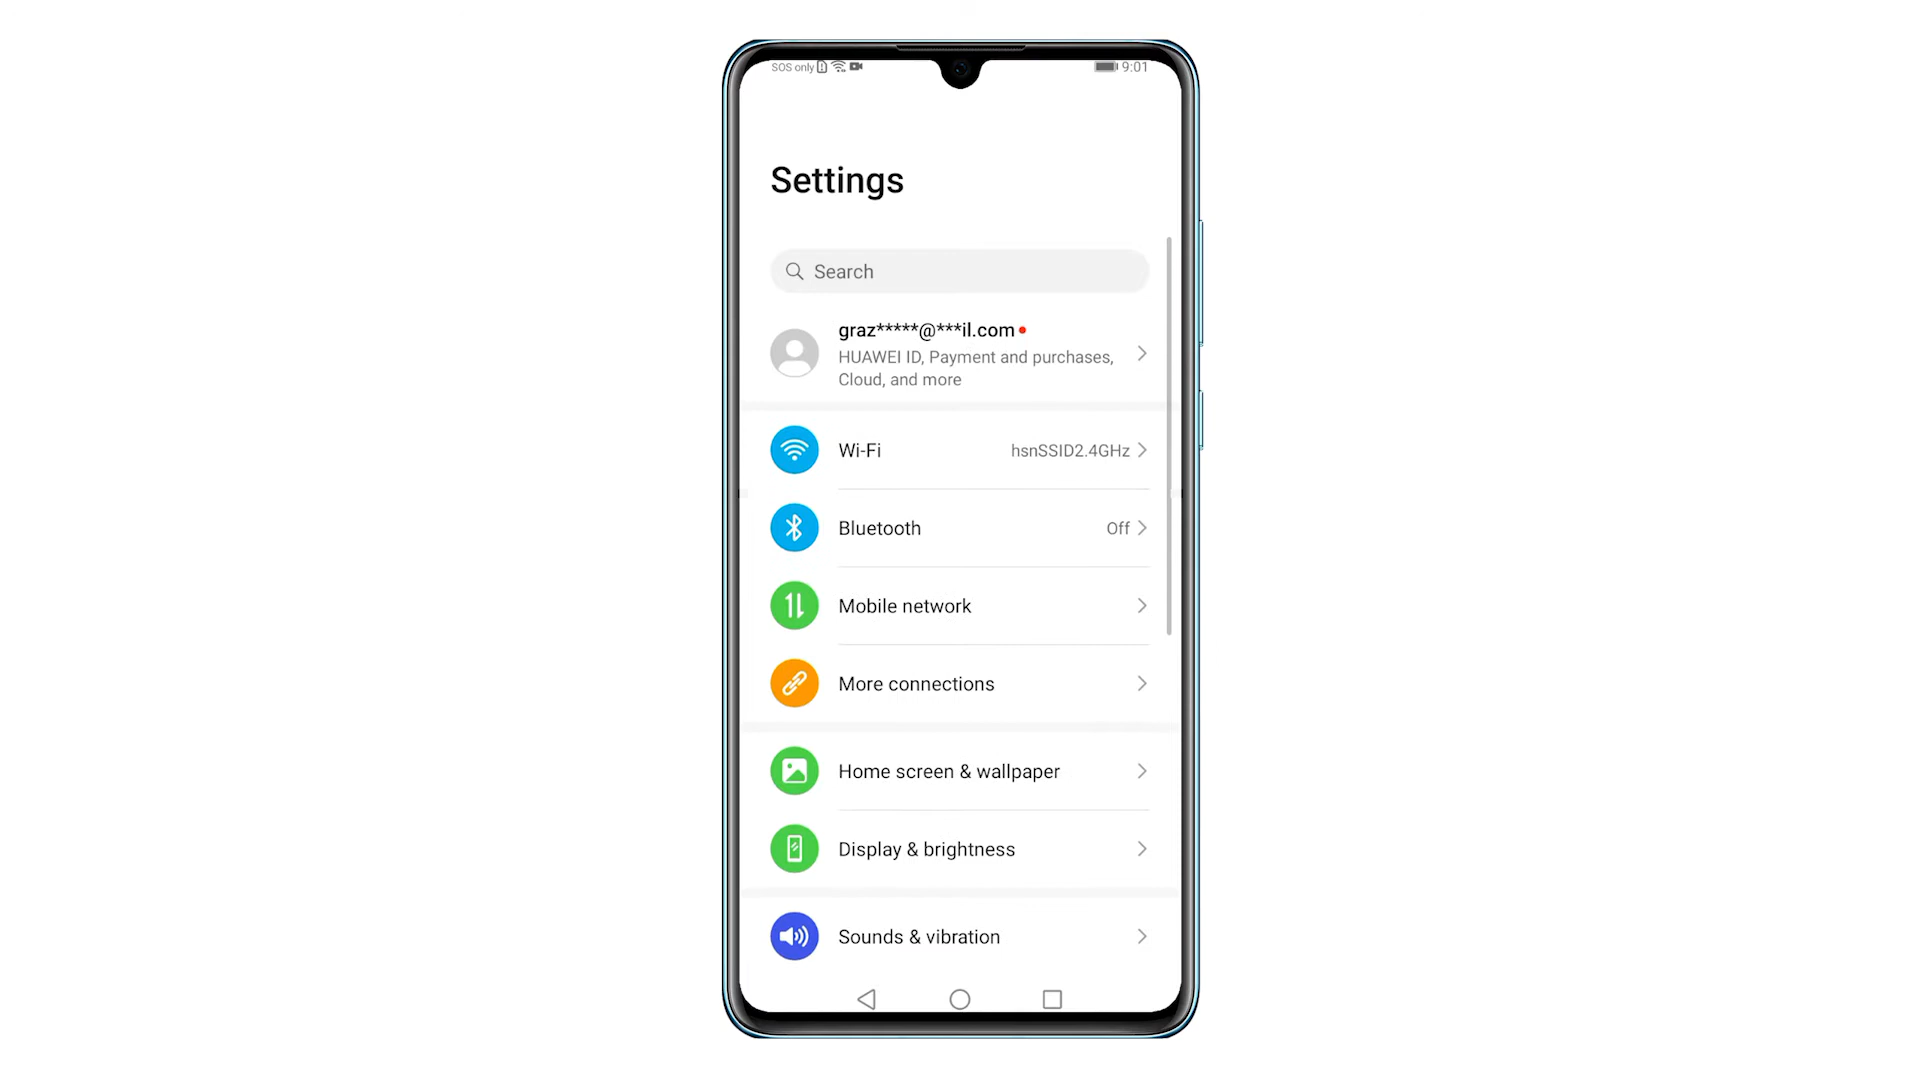 SOS only 9:01
Settings
Search
graz*****@***il.com
HUAWEI ID, Payment and purchases,
Cloud, and more
Wi-Fi hsnSSID2.4GHz
Bluetooth Off
Mobile network
More connections
Home screen & wallpaper
Display & brightness
Sounds & vibration